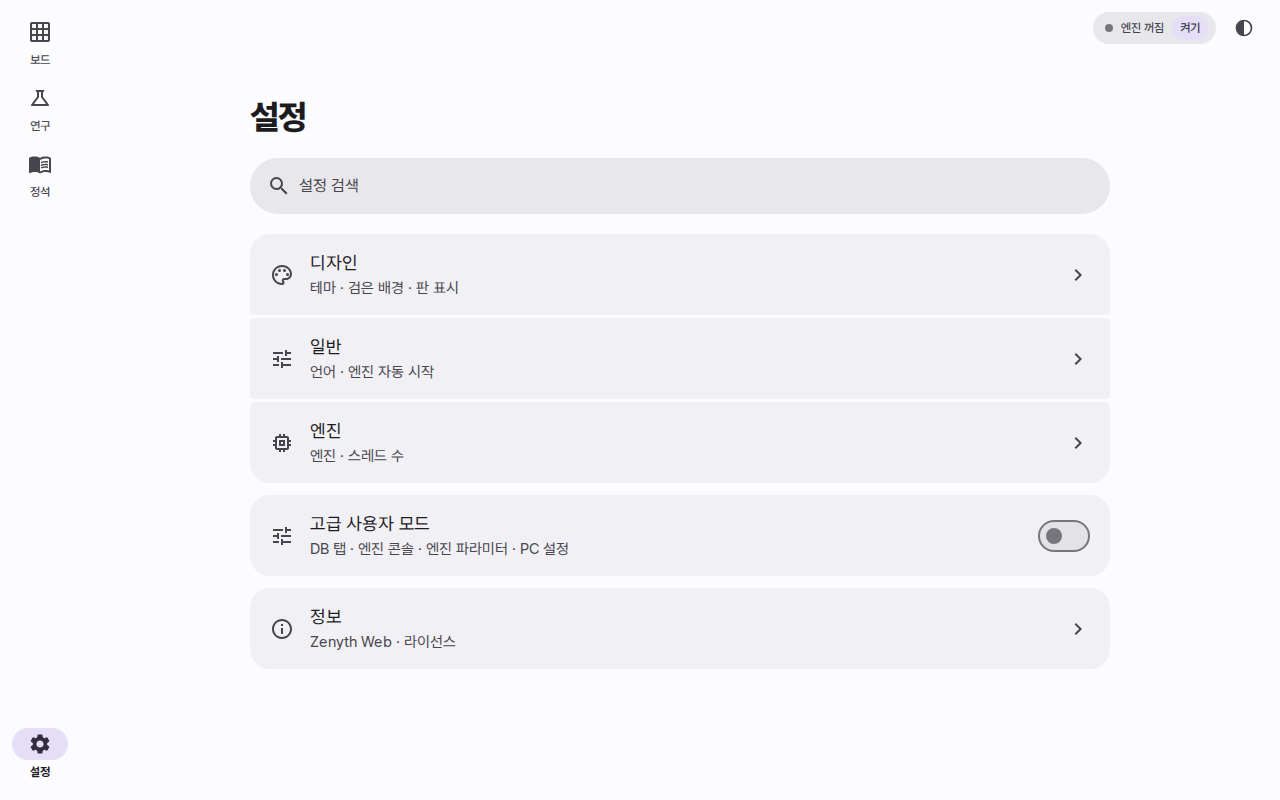 보드
연구
정석
설정
엔진 꺼짐
켜기
설정
설정 검색
디자인
테마 · 검은 배경 · 판 표시
일반
언어 · 엔진 자동 시작
엔진
엔진 · 스레드 수
고급 사용자 모드
DB 탭 · 엔진 콘솔 · 엔진 파라미터 · PC 설정
정보
Zenyth Web · 라이선스